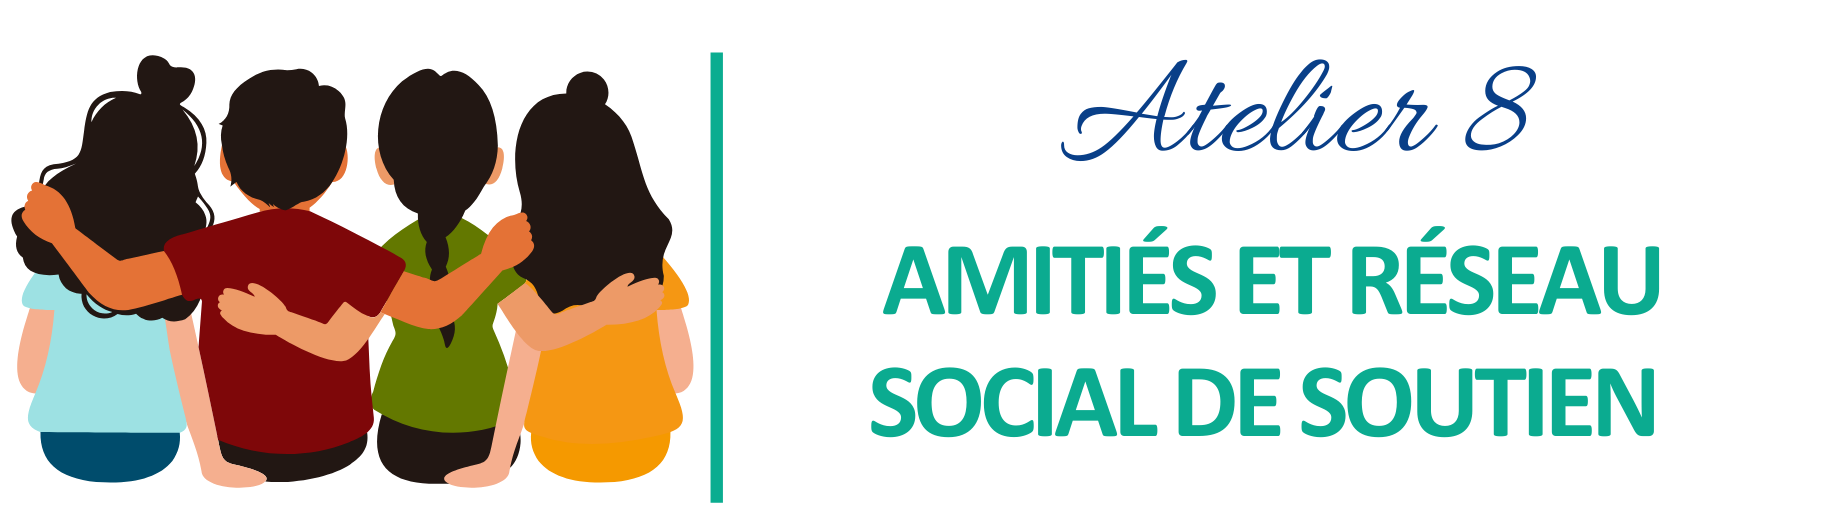 Atelier 8
AMITIÉS ET RÉSEAU
SOCIAL DE SOUTIEN